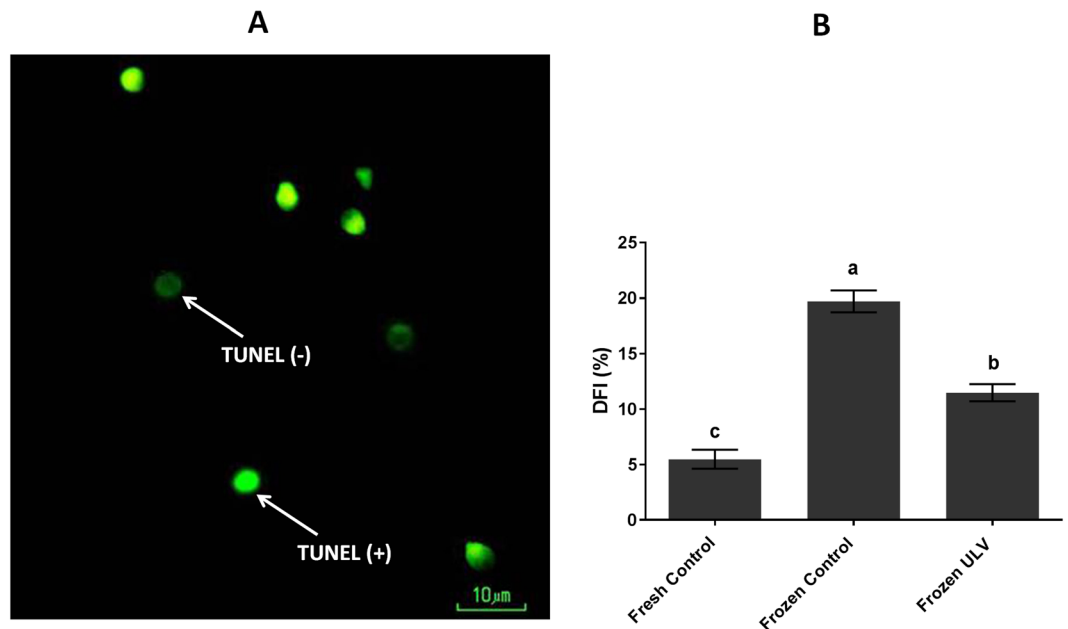 A
B
TUNEL (-)
TUNEL (+)
10μm
DFI (%)
25
20
15
10
5
0
c
a
b
Fresh Control
Frozen Control
Frozen ULV